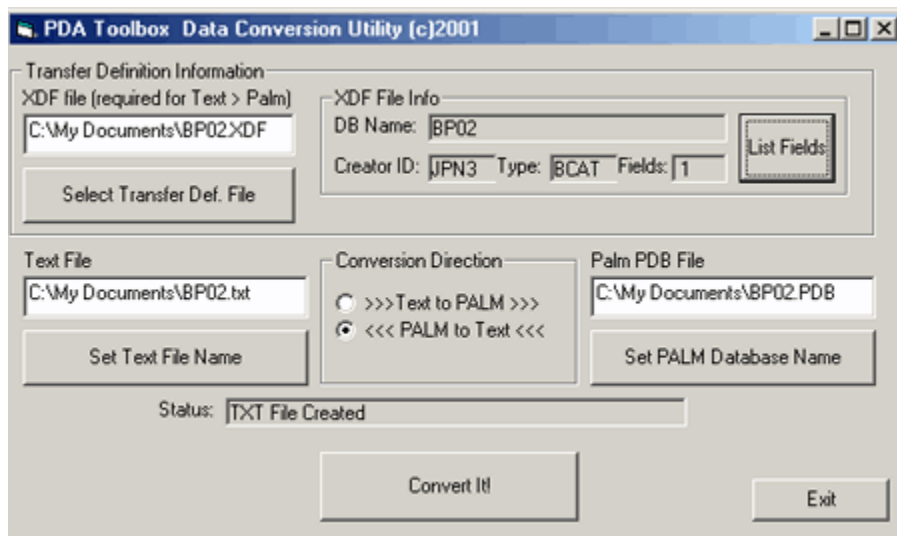 PDA Toolbox Data Conversion Utility (c)2001
Transfer Definition Information
XDF file (required for Text > Palm)
C:\My Documents\BP02.XDF
Select Transfer Def. File
XDF File Info
DB Name: BP02
Creator ID: JPN3 Type: BCAT Fields: 1
List Fields
Text File
C:\My Documents\BP02.txt
Set Text File Name
Conversion Direction
>>>Text to PALM >>>
<<< PALM to Text <<<
Palm PDB File
C:\My Documents\BP02.PDB
Set PALM Database Name
Status: TXT File Created
Convert It!
Exit